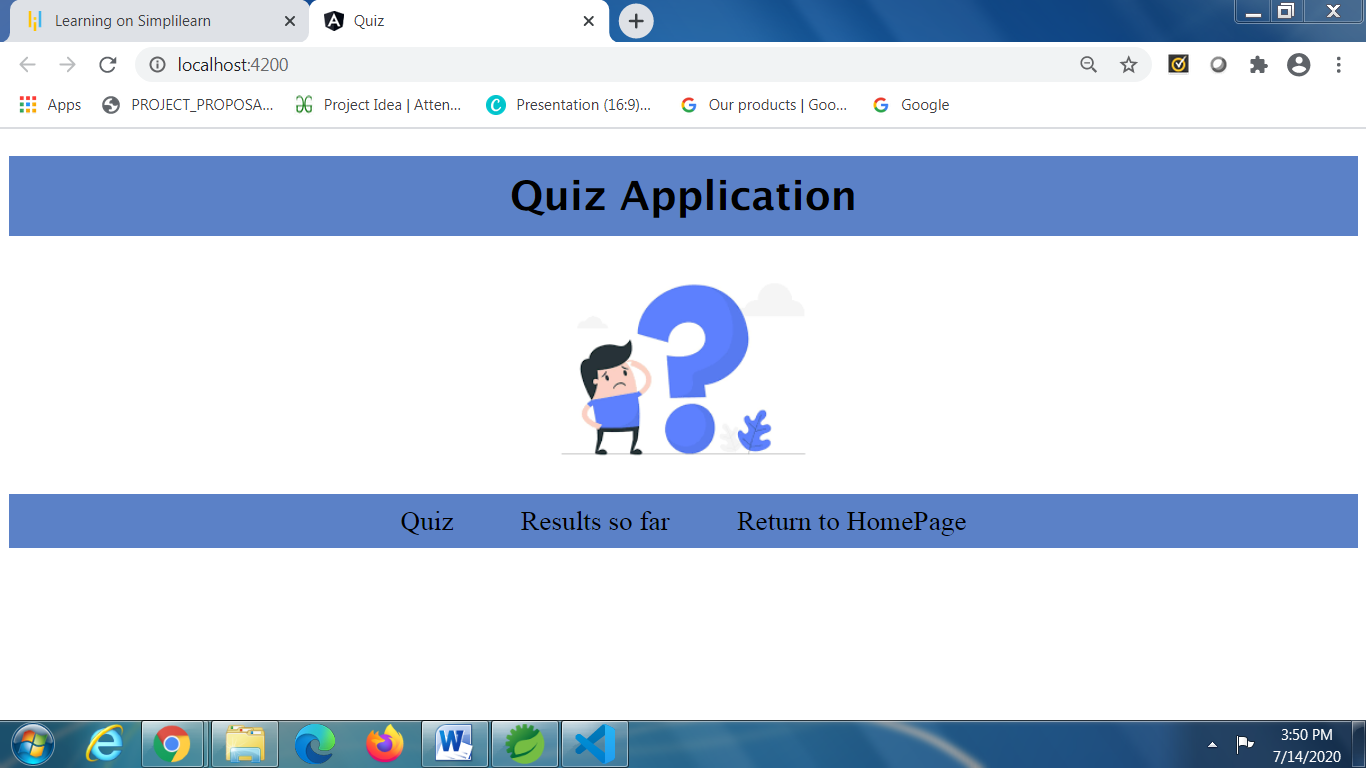 Learning on Simplilearn
Quiz
localhost:4200
Apps
PROJECT_PROPOSA...
Project Idea | Atten...
Presentation (16:9)...
Our products | Goo...
Google
Quiz Application
Quiz
Results so far
Return to HomePage
3:50 PM
7/14/2020